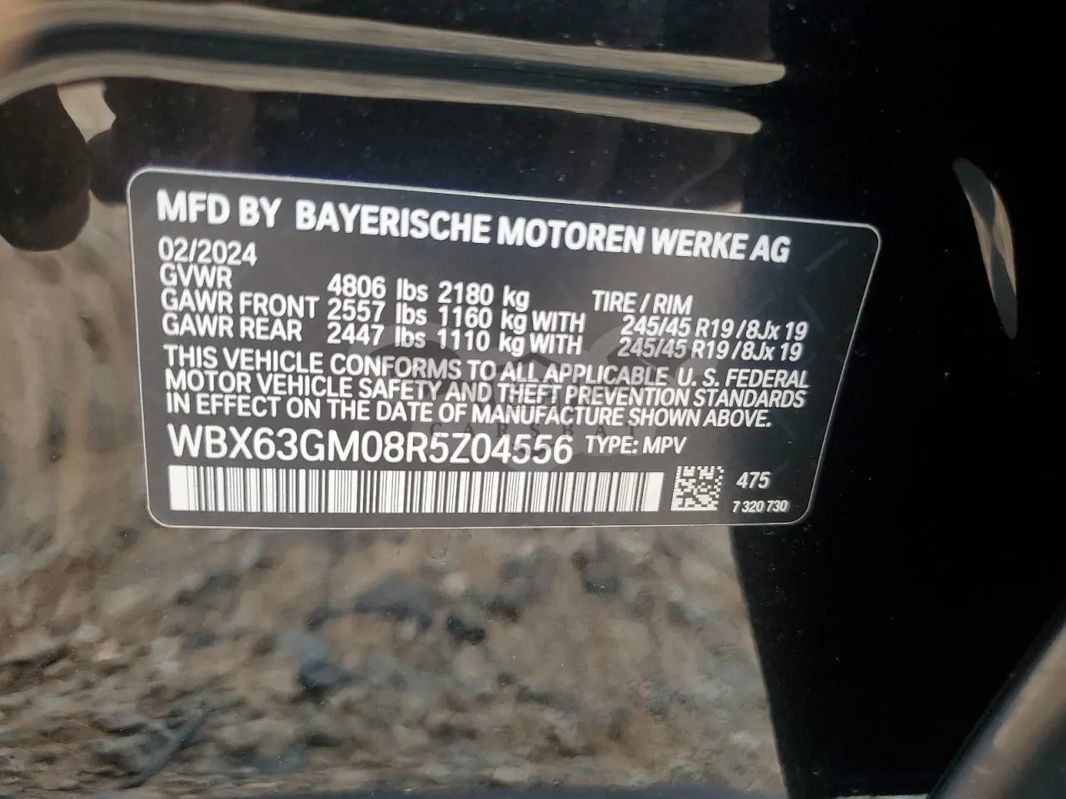 MFD BY BAYERISCHE MOTOREN WERKE AG
02/2024
GVWR 4806 lbs 2180 kg TIRE / RIM
GAWR FRONT 2557 lbs 1160 kg WITH 245/45 R19 /8Jx 19
GAWR REAR 2447 lbs 1110 kg WITH 245/45 R19 /8Jx 19
THIS VEHICLE CONFORMS TO ALL APPLICABLE U. S. FEDERAL
MOTOR VEHICLE SAFETY AND THEFT PREVENTION STANDARDS
IN EFFECT ON THE DATE OF MANUFACTURE SHOWN ABOVE.
WBX63GM08R5Z04556 TYPE: MPV
475
7 320 730